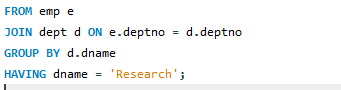 FROM emp e
JOIN dept d ON e.deptno = d.deptno
GROUP BY d.dname
HAVING dname = 'Research';